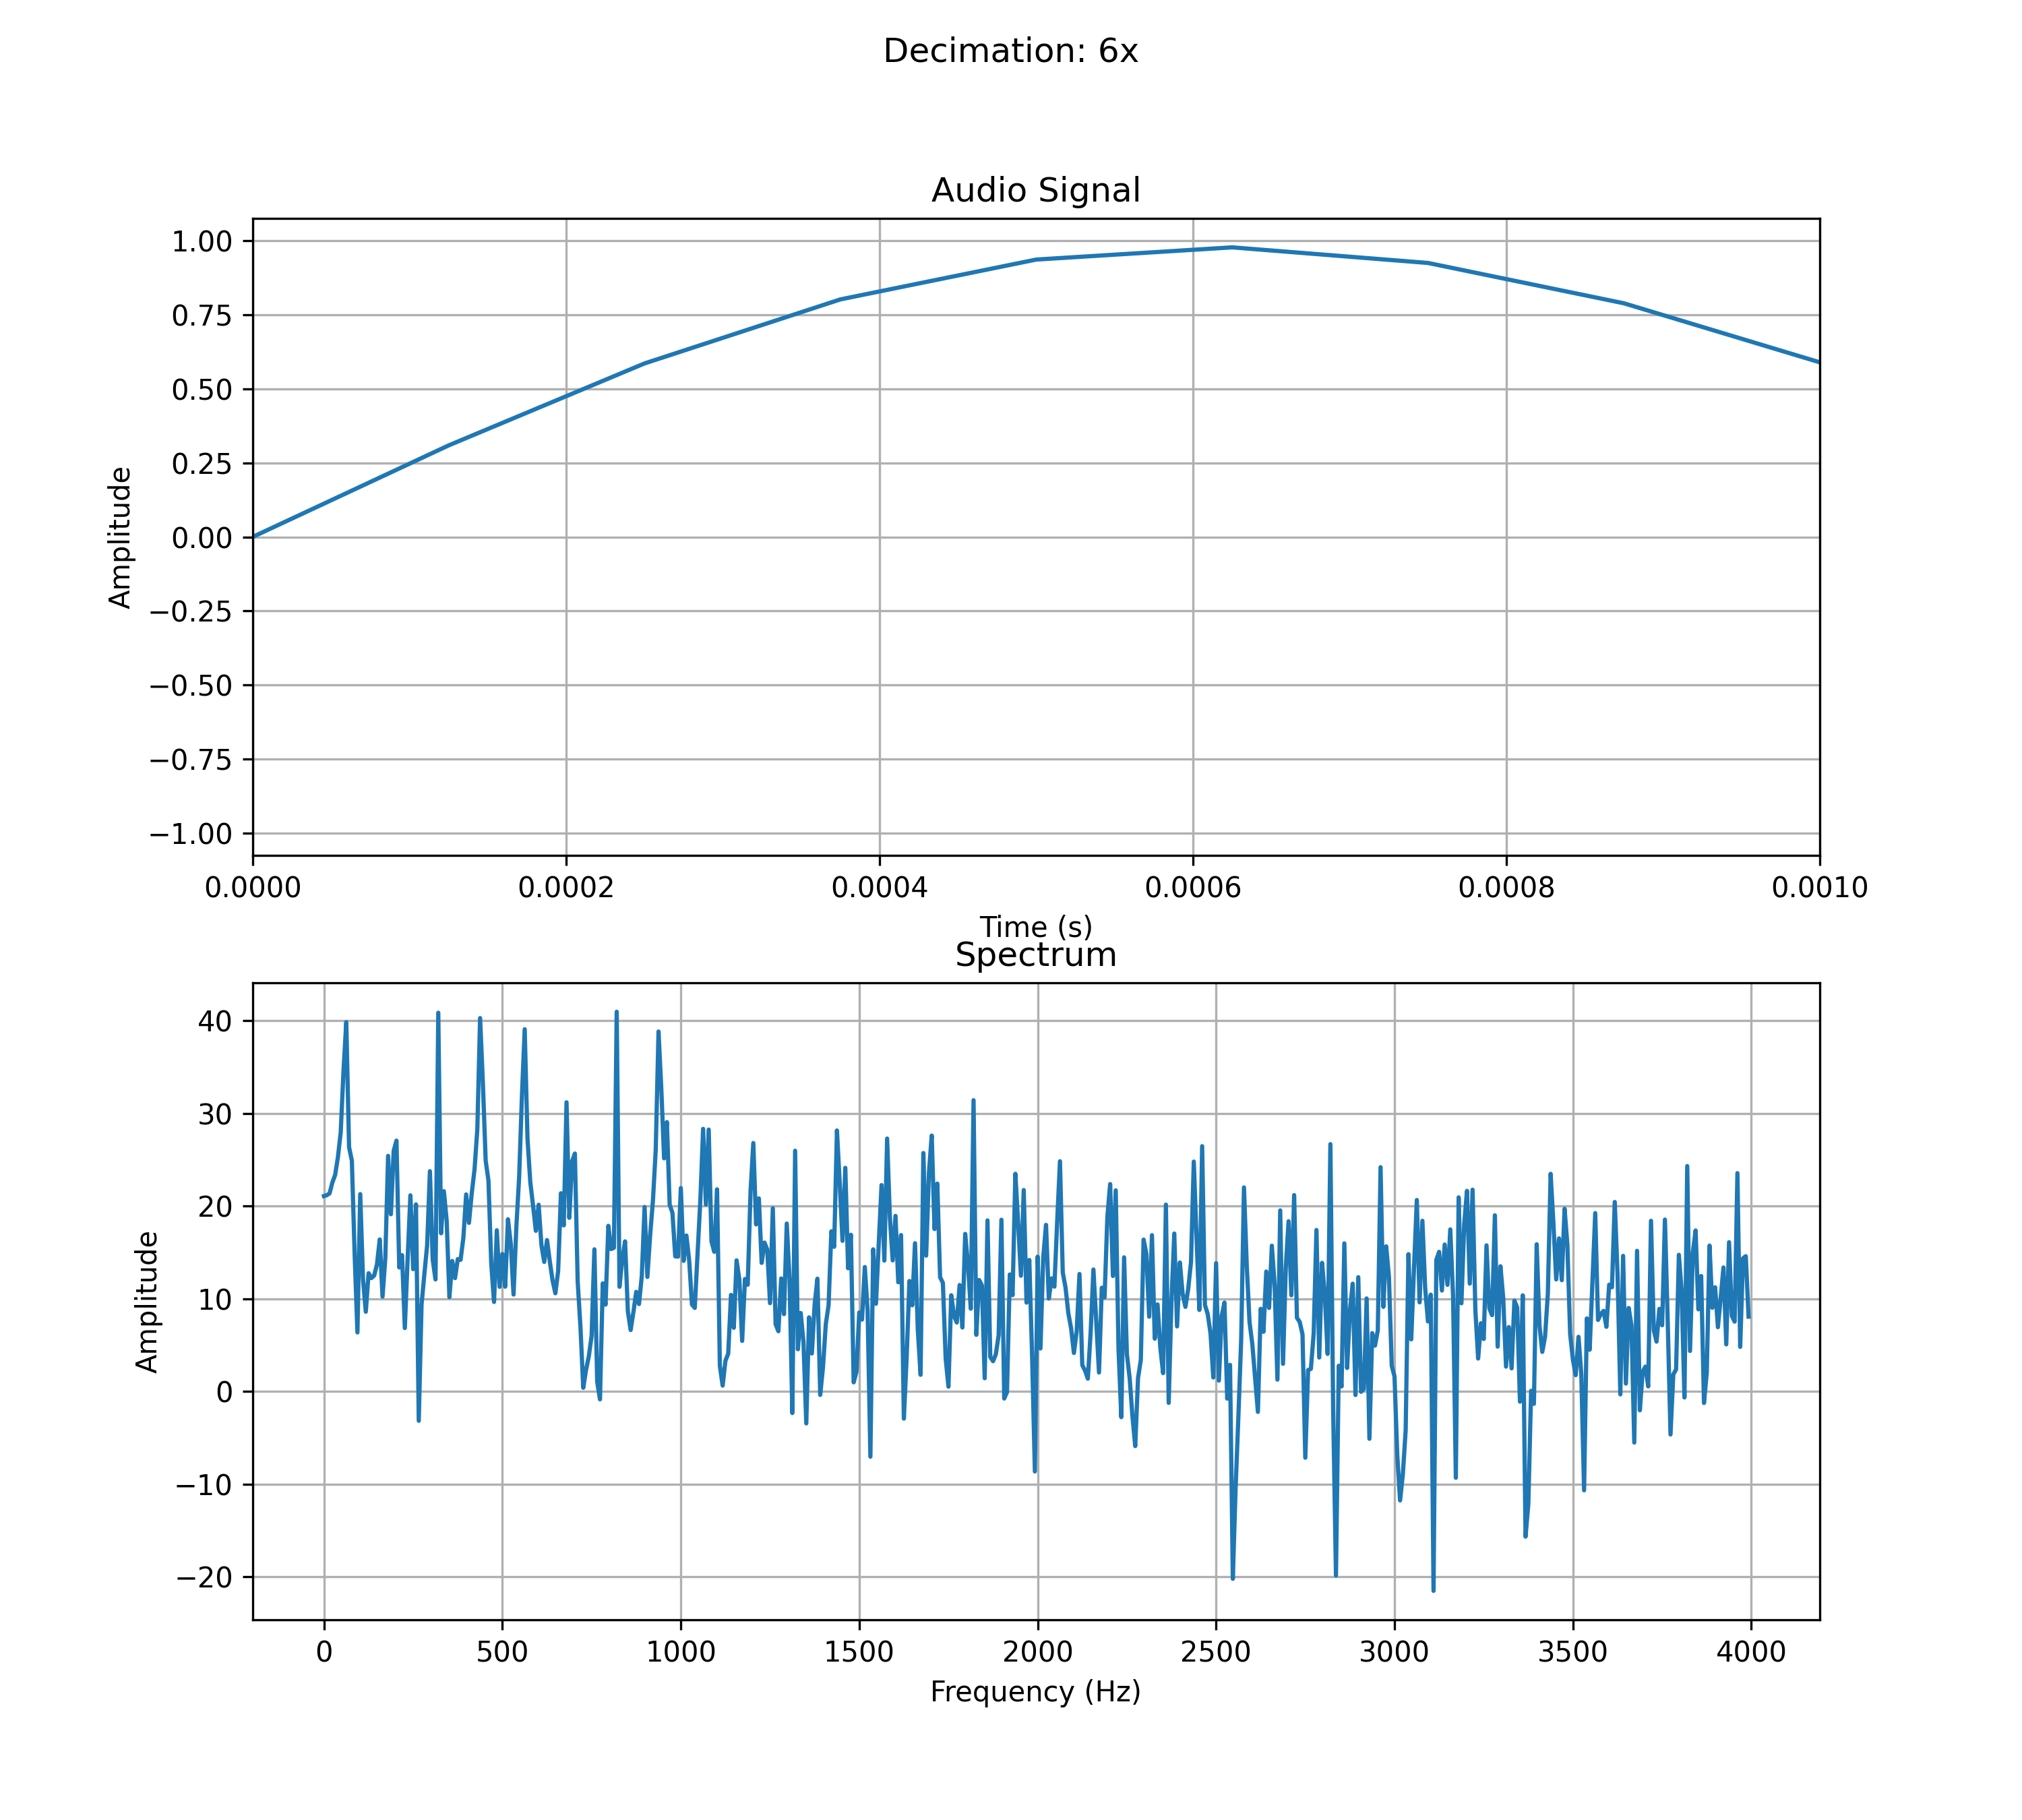 Decimation: 6x
Audio Signal
1.00
0.75
0.50
0.25
0.00
−0.25
−0.50
−0.75
−1.00
Amplitude
0.0000 0.0002 0.0004 0.0006 0.0008 0.0010
Time (s)
Spectrum
40
30
20
10
0
−10
−20
Amplitude
0 500 1000 1500 2000 2500 3000 3500 4000
Frequency (Hz)